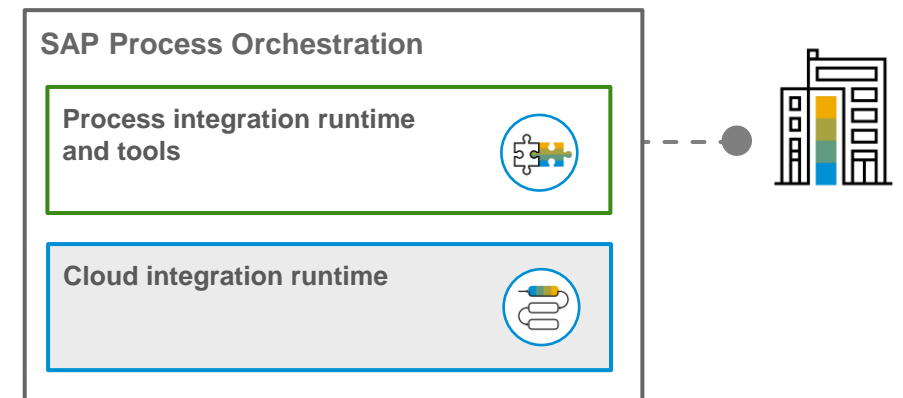 SAP Process Orchestration
Process integration runtime
and tools
Cloud integration runtime